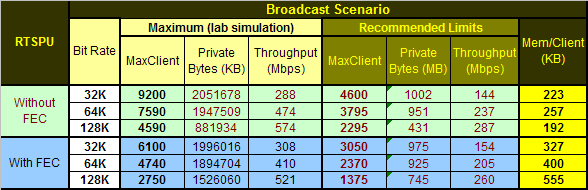 Broadcast Scenario
RTSPU Bit Rate Maximum (lab simulation) Recommended Limits Mem/Client (KB)
MaxClient Private Bytes (KB) Throughput (Mbps) MaxClient Private Bytes (MB) Throughput (Mbps)
Without FEC 32K 9200 2051678 288 4600 1002 144 223
64K 7590 1947509 474 3795 951 237 257
128K 4590 881934 574 2295 431 287 192
With FEC 32K 6100 1996016 308 3050 975 154 327
64K 4740 1894704 410 2370 925 205 400
128K 2750 1526060 521 1375 745 260 555